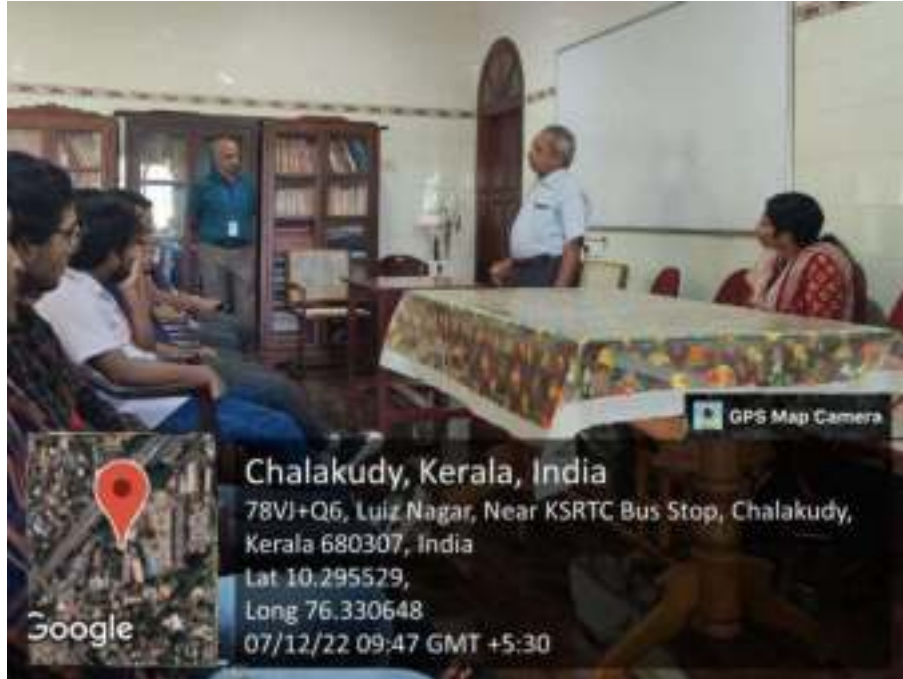 GPS Map Camera
Chalakudy, Kerala, India
78VJ+Q6, Luiz Nagar, Near KSRTC Bus Stop, Chalakudy,
Kerala 680307, India
Lat 10.295529,
Long 76.330648
07/12/22 09:47 GMT +5:30
Google